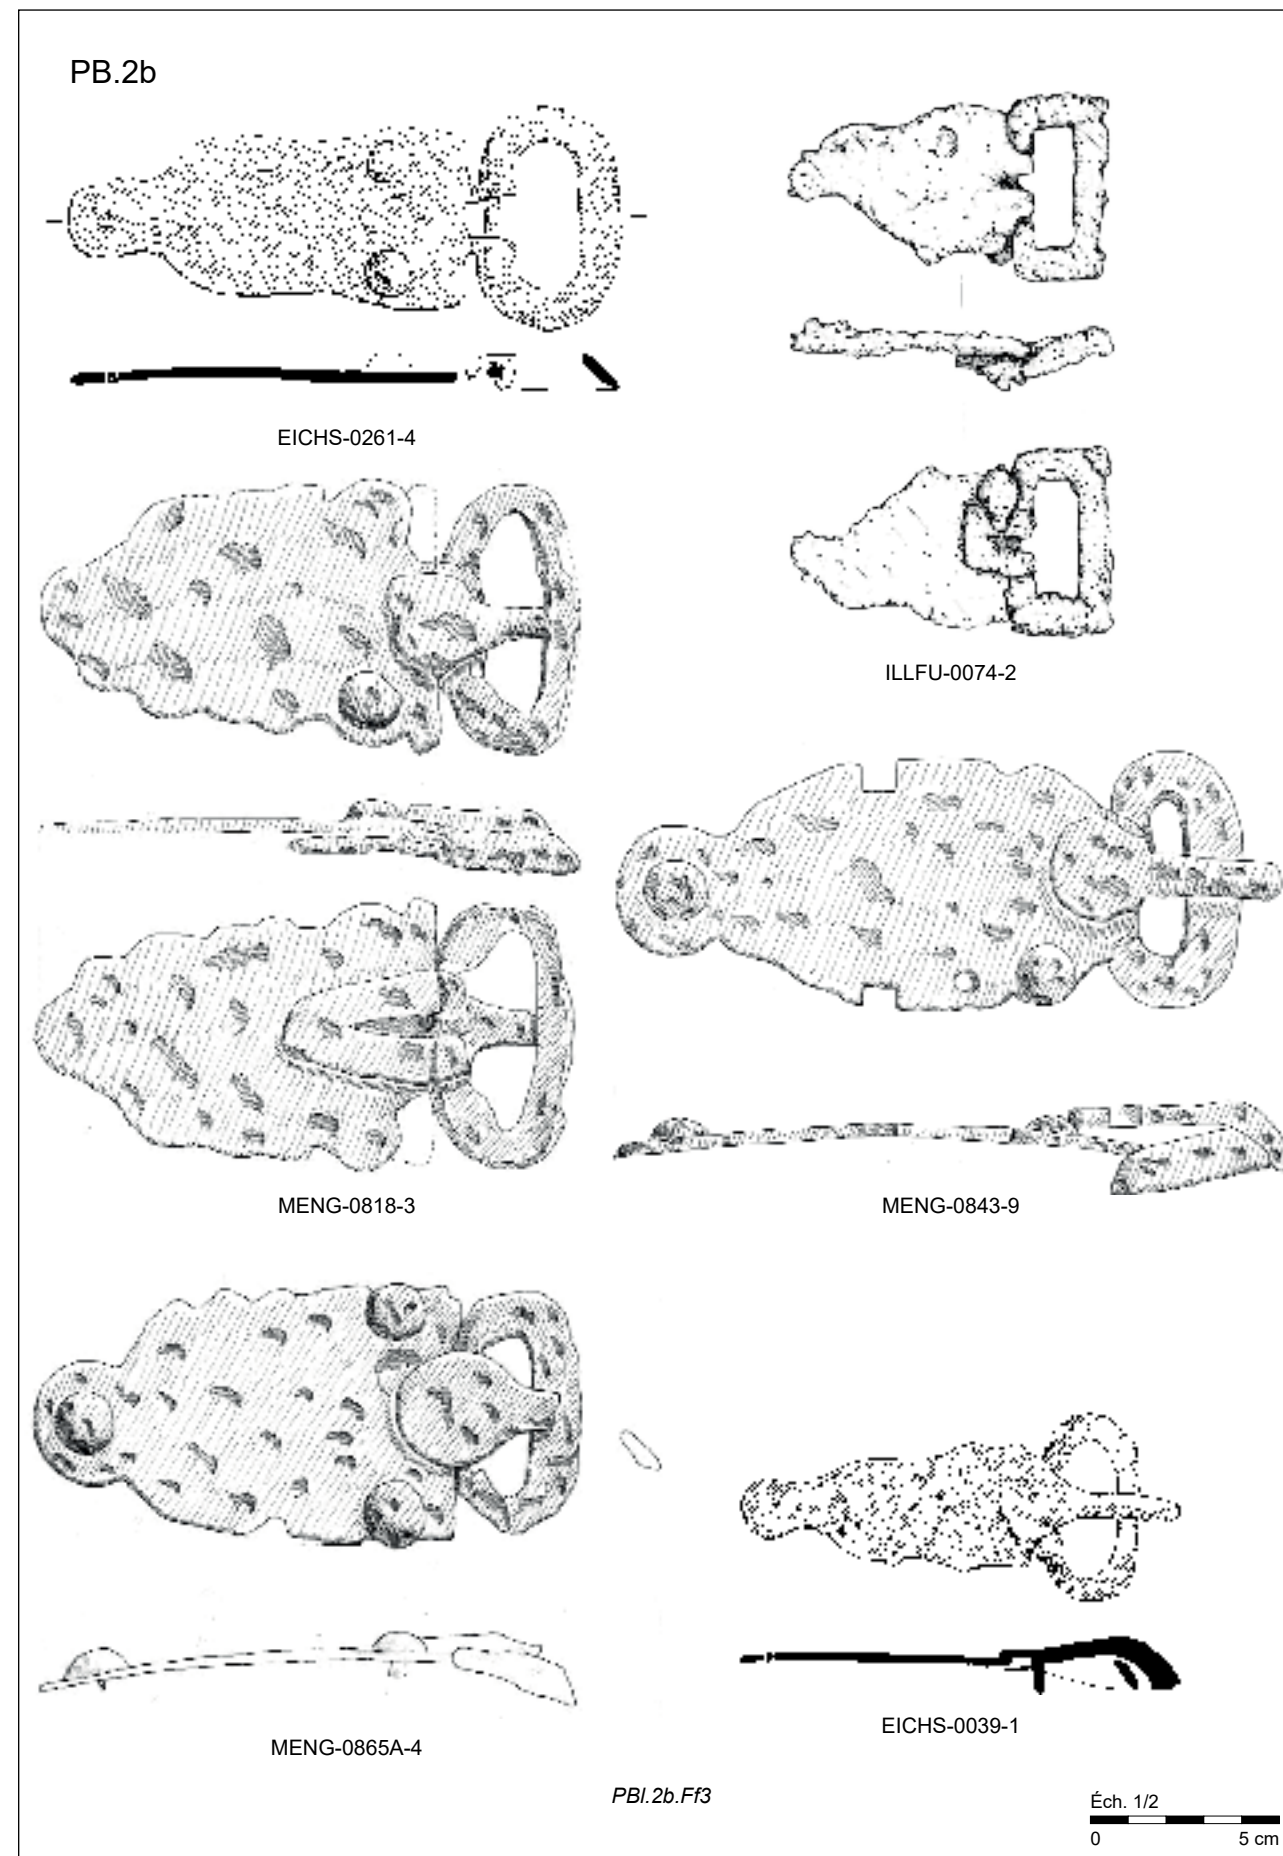 PB.2b
EICHS-0261-4
ILLFU-0074-2
MENG-0818-3
MENG-0843-9
MENG-0865A-4
EICHS-0039-1
PBl.2b.Ff3
Éch. 1/2
0 5 cm